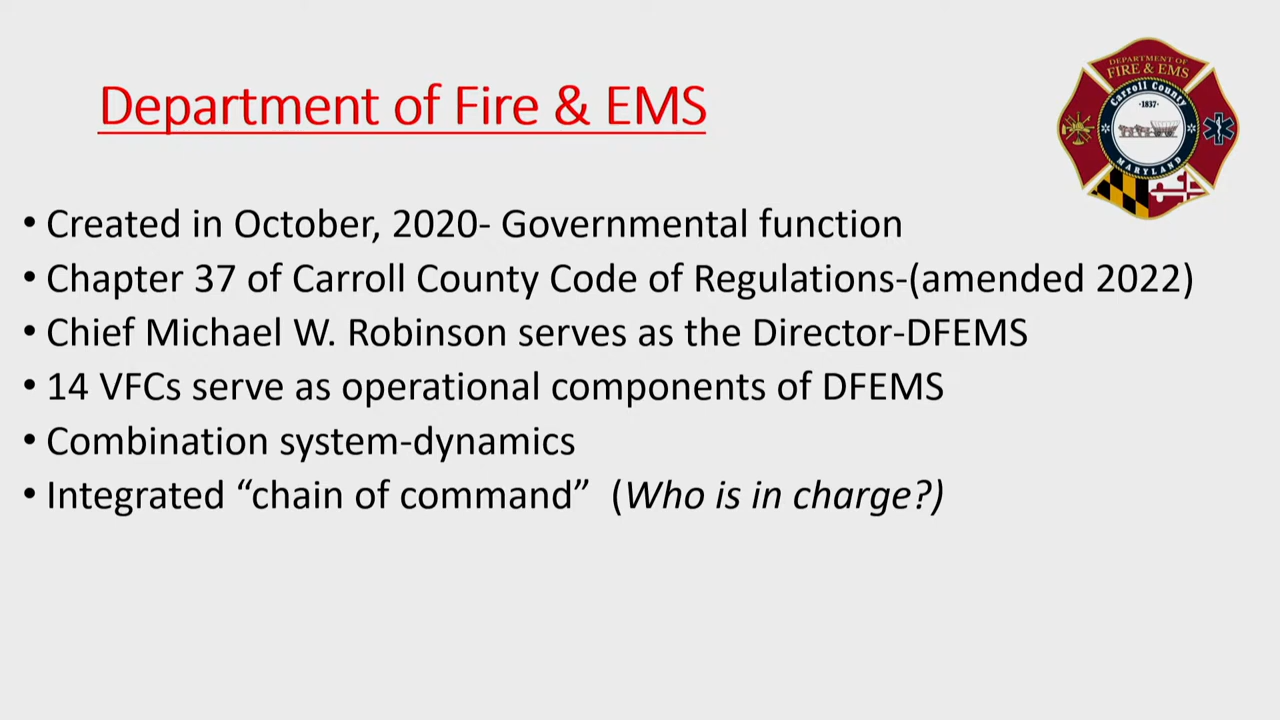 Department of Fire & EMS
DEPARTMENT OF
FIRE & EMS
Carroll County
·1837·
MARYLAND
• Created in October, 2020- Governmental function
• Chapter 37 of Carroll County Code of Regulations-(amended 2022)
• Chief Michael W. Robinson serves as the Director-DFEMS
• 14 VFCs serve as operational components of DFEMS
• Combination system-dynamics
• Integrated “chain of command”  (Who is in charge?)